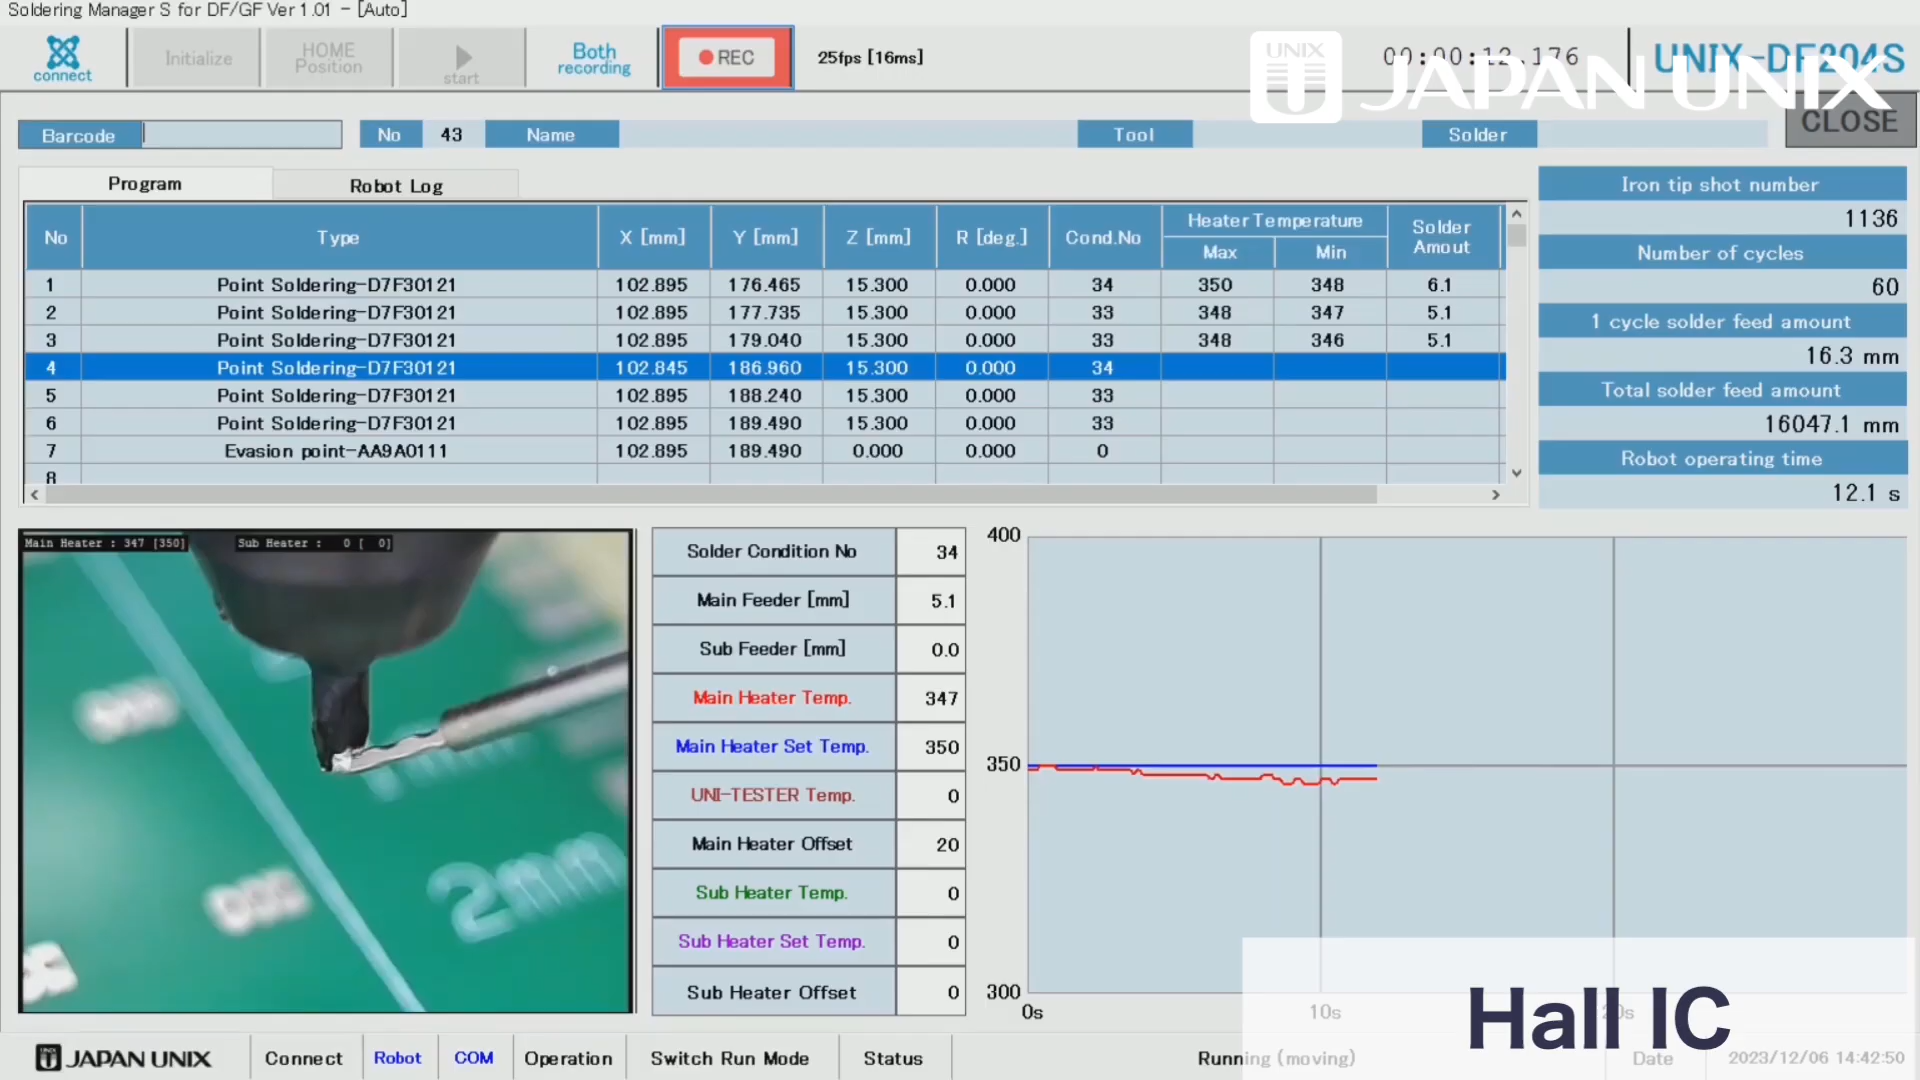 Soldering Manager S for DF/GF Ver 1.01 - [Auto]
connect
Initialize
HOME
Position
start
Both
recording
REC
25fps [16ms]
00:00:12.176
UNIX-DF204S
UNIX
JAPAN UNIX
CLOSE
Barcode
No 43 Name
Tool
Solder
Program
Robot Log
No Type X [mm] Y [mm] Z [mm] R [deg.] Cond.No Heater Temperature Max Min Solder Amout
1 Point Soldering-D7F30121 102.895 176.465 15.300 0.000 34 350 348 6.1
2 Point Soldering-D7F30121 102.895 177.735 15.300 0.000 33 348 347 5.1
3 Point Soldering-D7F30121 102.895 179.040 15.300 0.000 33 348 346 5.1
4 Point Soldering-D7F30121 102.845 186.960 15.300 0.000 34
5 Point Soldering-D7F30121 102.895 188.240 15.300 0.000 33
6 Point Soldering-D7F30121 102.895 189.490 15.300 0.000 33
7 Evasion point-AA9A0111 102.895 189.490 0.000 0.000 0
8
Iron tip shot number
1136
Number of cycles
60
1 cycle solder feed amount
16.3 mm
Total solder feed amount
16047.1 mm
Robot operating time
12.1 s
Main Heater : 347 [350] Sub Heater : 0 [ 0]
2mm
Solder Condition No 34
Main Feeder [mm] 5.1
Sub Feeder [mm] 0.0
Main Heater Temp. 347
Main Heater Set Temp. 350
UNI-TESTER Temp. 0
Main Heater Offset 20
Sub Heater Temp. 0
Sub Heater Set Temp. 0
Sub Heater Offset 0
400
350
300
0s 10s
Hall IC
JAPAN UNIX
Connect Robot COM Operation Switch Run Mode Status Running (moving) Date 2023/12/06 14:42:50